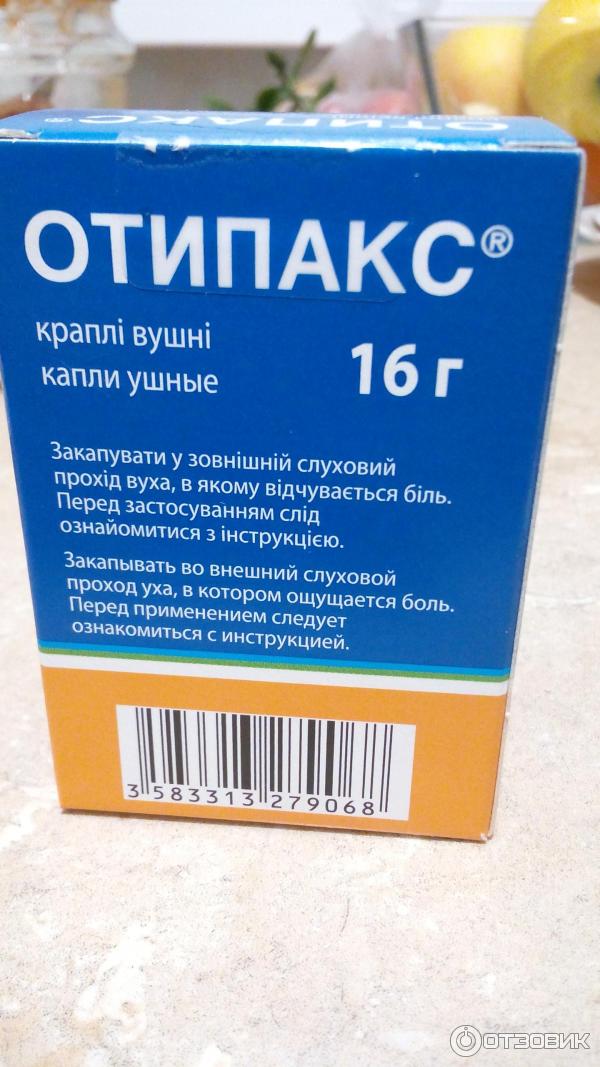 ОТИПАКС®
ОТИПАКС®
краплі вушні
капли ушные
16 г
Закапувати у зовнішній слуховий
прохід вуха, в якому відчувається біль.
Перед застосуванням слід
ознайомитися з інструкцією.
Закапывать во внешний слуховой
проход уха, в котором ощущается боль.
Перед применением следует
ознакомиться с инструкцией.
3 583313 279068
ОТЗОВИК